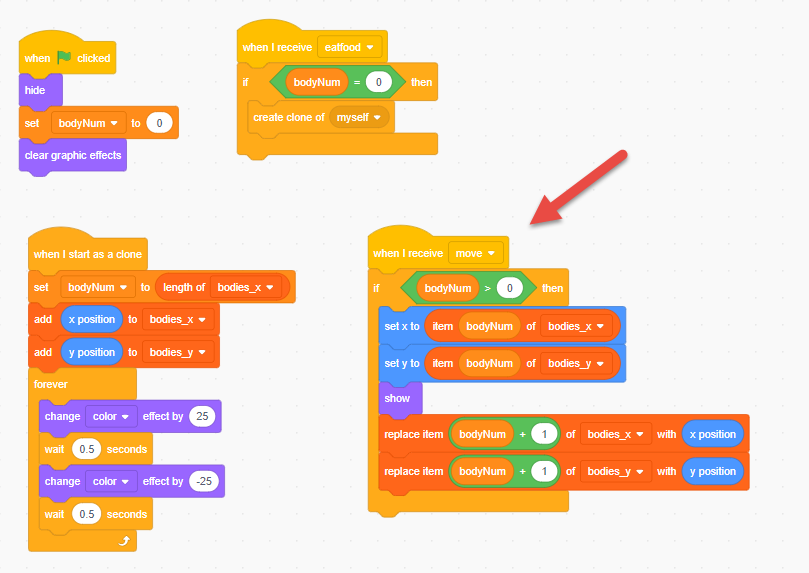 when clicked
hide
set bodyNum to 0
clear graphic effects
when I receive eatfood
if bodyNum = 0 then
create clone of myself
when I start as a clone
set bodyNum to length of bodies_x
add x position to bodies_x
add y position to bodies_y
forever
change color effect by 25
wait 0.5 seconds
change color effect by -25
wait 0.5 seconds
when I receive move
if bodyNum > 0 then
set x to item bodyNum of bodies_x
set y to item bodyNum of bodies_y
show
replace item bodyNum + 1 of bodies_x with x position
replace item bodyNum + 1 of bodies_y with y position